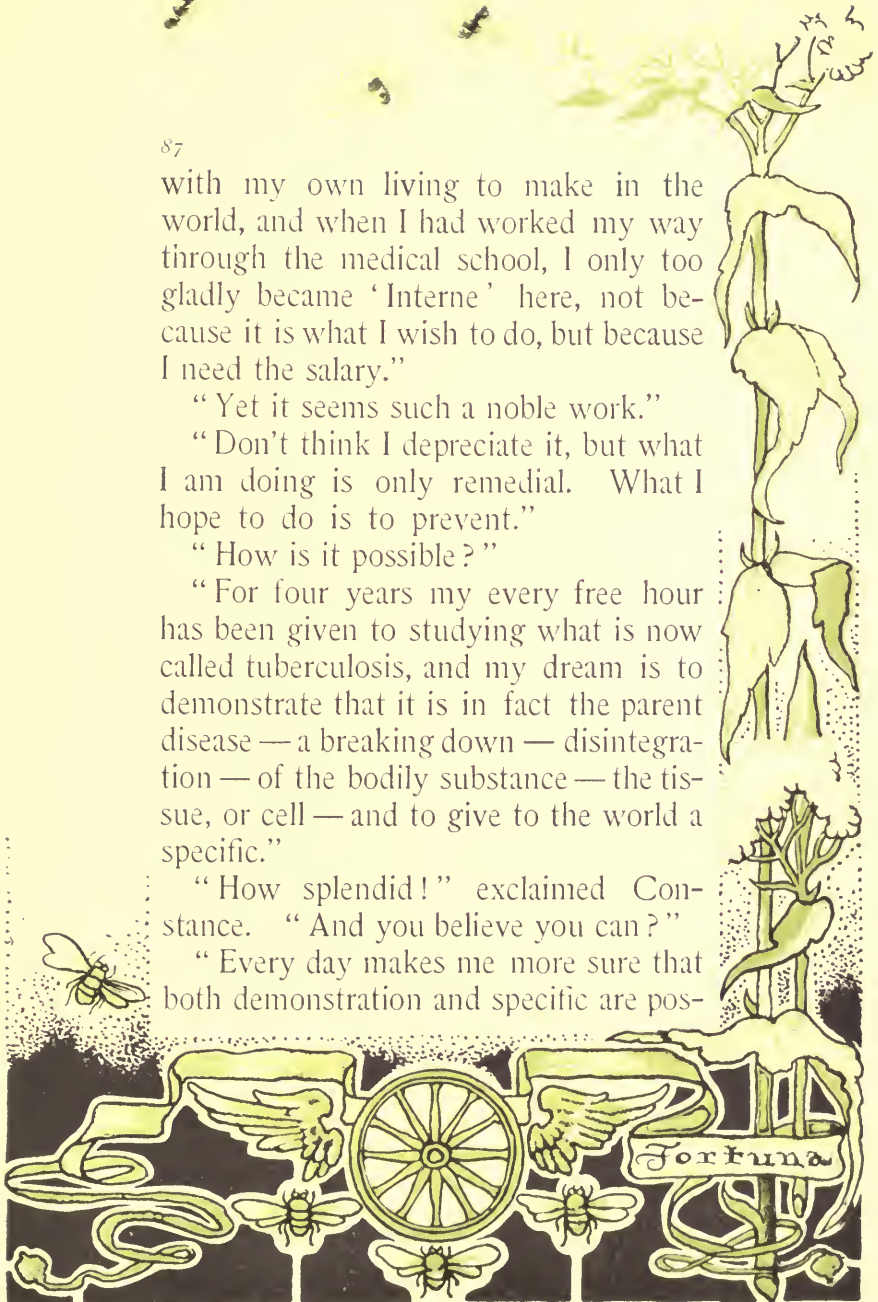 87
with my own living to make in the
world, and when I had worked my way
through the medical school, I only too
gladly became ‘Interne’ here, not be-
cause it is what I wish to do, but because
I need the salary.”
“Yet it seems such a noble work.”
“Don't think I depreciate it, but what
I am doing is only remedial. What I
hope to do is to prevent.”
“How is it possible?”
“For four years my every free hour
has been given to studying what is now
called tuberculosis, and my dream is to
demonstrate that it is in fact the parent
disease — a breaking down — disintegra-
tion — of the bodily substance — the tis-
sue, or cell — and to give to the world a
specific.”
“How splendid!” exclaimed Con-
stance. “And you believe you can?”
“Every day makes me more sure that
both demonstration and specific are pos-
Fortuna